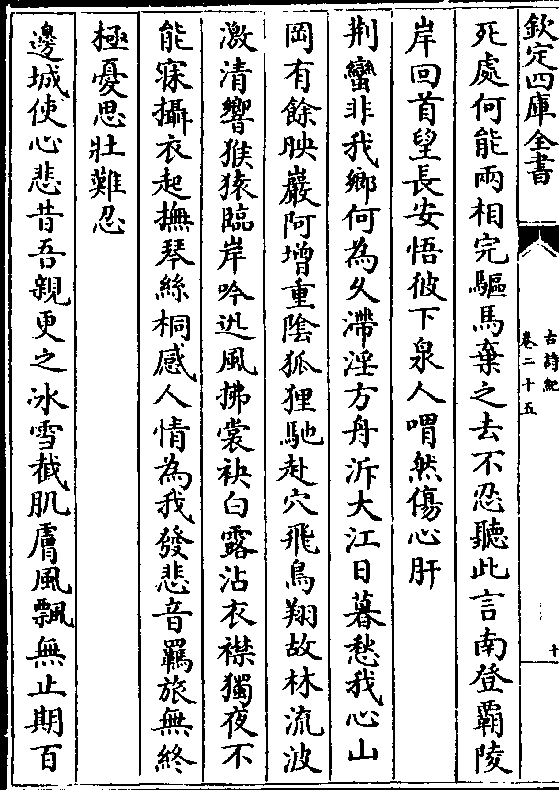 欽定四庫全書
古詩紀
卷二十五
十
死處何能兩相完驅馬棄之去不忍聽此言南登霸陵
岸回首望長安悟彼下泉人喟然傷心肝
荆蠻非我鄉何為久滯淫方舟泝大江日暮愁我心山
岡有餘映巖阿增重陰狐狸馳赴穴飛鳥翔故林流波
激清響猴猿臨岸吟迅風拂裳袂白露沾衣襟獨夜不
能寐攝衣起撫琴絲桐感人情為我發悲音羇旅無終
極憂思壯難忍
邊城使心悲昔吾親更之冰雪截肌膚風飄無止期百